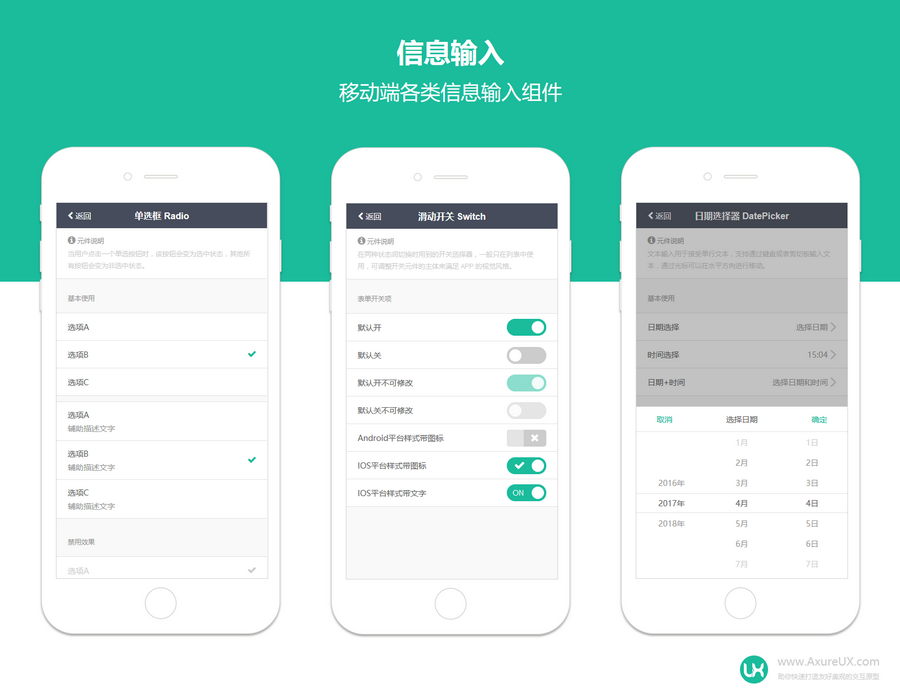 信息输入
移动端各类信息输入组件
返回
单选框 Radio
元件说明
当用户点击一个单选按钮时，该按钮会变为选中状态，其他所
有按钮会变为非选中状态。
基本使用
选项A
选项B
选项C
选项A
辅助描述文字
选项B
辅助描述文字
选项C
辅助描述文字
禁用效果
选项A
返回
滑动开关 Switch
元件说明
在两种状态间切换时用到的开关选择器，一般只在列表中使
用，可调整开关元件的主体来满足 APP 的视觉风格。
表单开关项
默认开
默认关
默认开不可修改
默认关不可修改
Android平台样式带图标
IOS平台样式带图标
IOS平台样式带文字
ON
返回
日期选择器 DatePicker
元件说明
文本输入用于接受单行文本，支持通过键盘或者剪切板输入文
本，通过光标可以在水平方向进行移动。
基本使用
日期选择 选择日期
时间选择 15:04
日期+时间 选择日期和时间
取消 选择日期 确定
1月 1日
2月 2日
2016年 3月 3日
2017年 4月 4日
2018年 5月 5日
6月 6日
7月 7日
UX
www.AxureUX.com
助你快速打造友好美观的交互原型